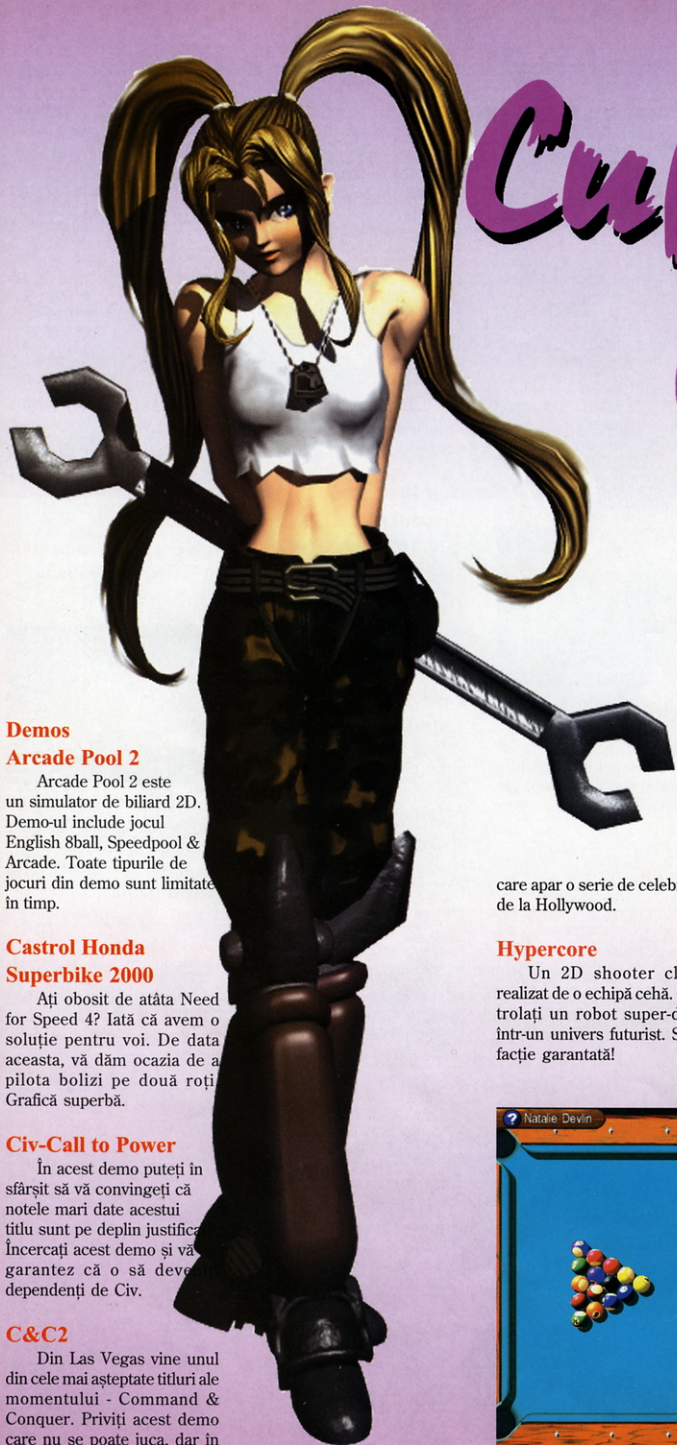 Cu
Demos
Arcade Pool 2
Arcade Pool 2 este
un simulator de biliard 2D.
Demo-ul include jocul
English 8ball, Speedpool &
Arcade. Toate tipurile de
jocuri din demo sunt limitate
în timp.
Castrol Honda
Superbike 2000
Ați obosit de atâta Need
for Speed 4? Iată că avem o
soluție pentru voi. De data
aceasta, vă dăm ocazia de a
pilota bolizi pe două roți
Grafică superbă.
Civ-Call to Power
În acest demo puteți în
sfârșit să vă convingeți că
notele mari date acestui
titlu sunt pe deplin justifica
Încercați acest demo și vă
garantez că o să deve
dependenți de Civ.
C&C2
Din Las Vegas vine unul
din cele mai așteptate titluri ale
momentului - Command &
Conquer. Priviți acest demo
care nu se poate juca, dar în
care apar o serie de celebr
de la Hollywood.
Hypercore
Un 2D shooter cl
realizat de o echipă cehă.
trolați un robot super-d
într-un univers futurist. S
facție garantată!
? Natalie Devlin